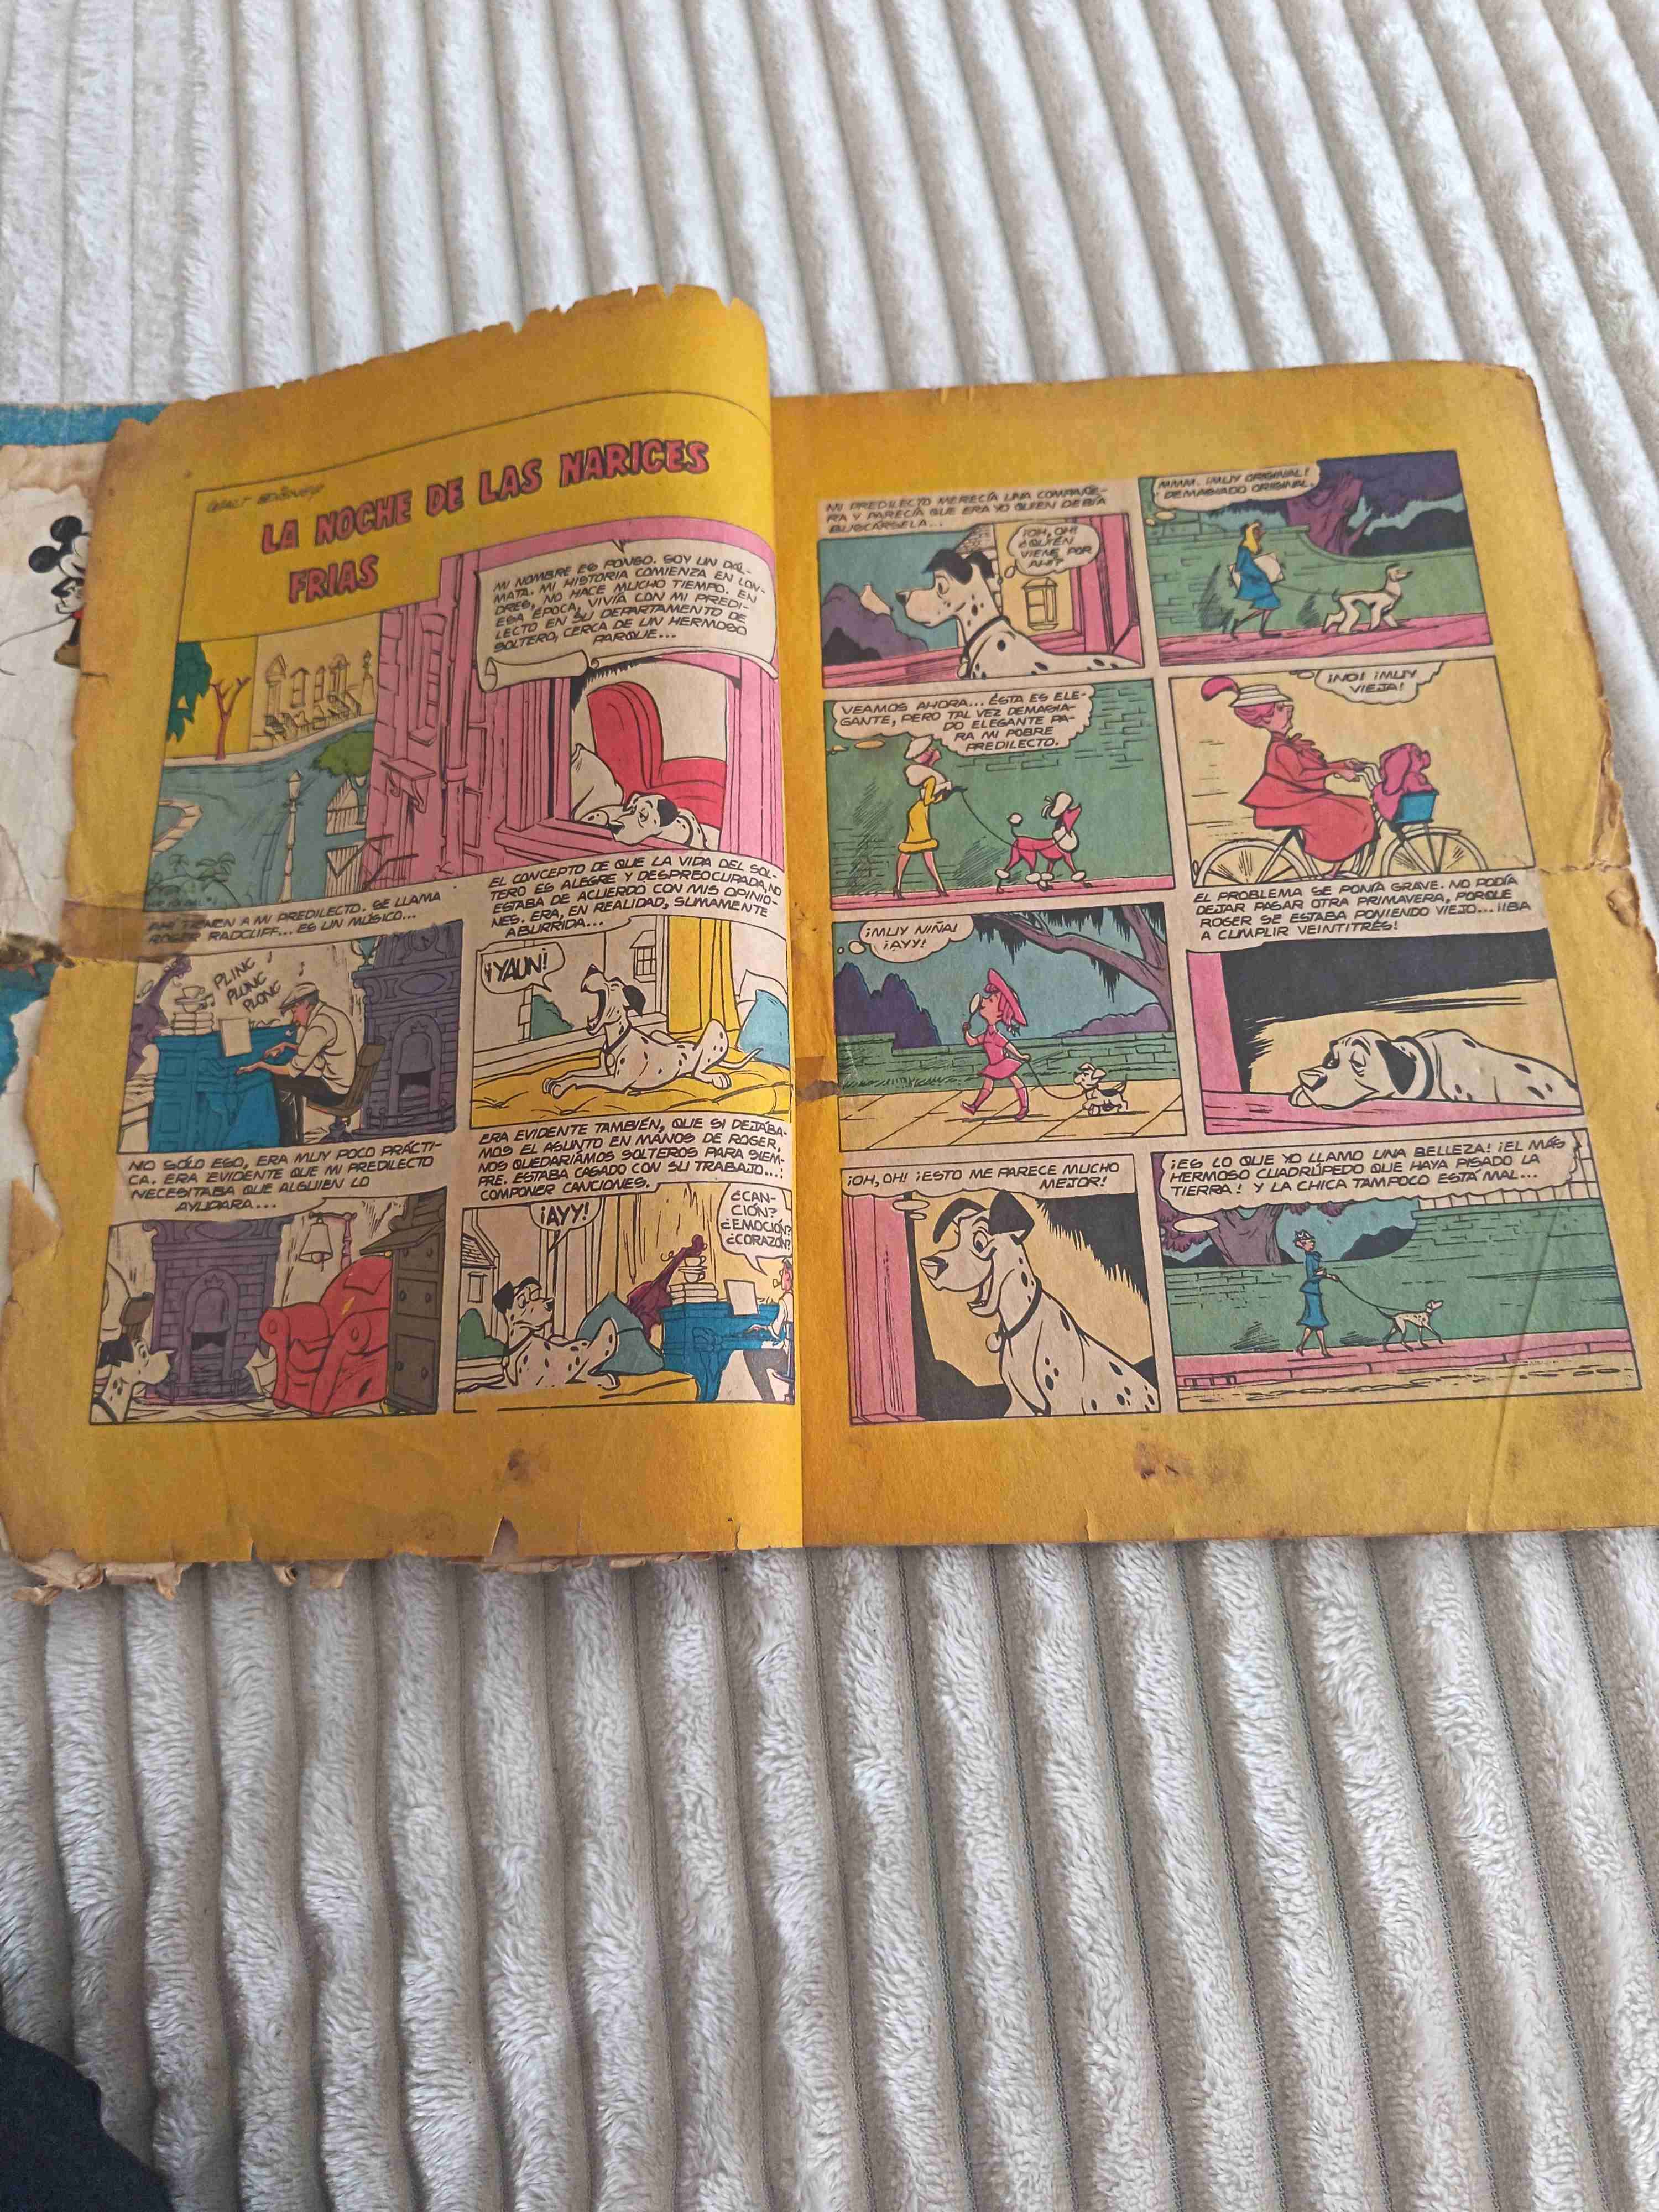 WALT DISNEY
LA NOCHE DE LAS NARICES
FRIAS
MI NOMBRE ES PONGO. SOY UN DÁL-
MATA. MI HISTORIA COMIENZA EN LON-
DRES, NO HACE MUCHO TIEMPO. EN
ESA ÉPOCA, VIVÍA CON MI PREDI-
LECTO EN SU DEPARTAMENTO DE
SOLTERO, CERCA DE UN HERMOSO
PARQUE...
AHÍ TIENEN A MI PREDILECTO. SE LLAMA
ROGER RADCLIFF... ES UN MÚSICO...
PLING
PLUNG
PLONG
EL CONCEPTO DE QUE LA VIDA DEL SOL-
TERO ES ALEGRE Y DESPREOCUPADA, NO
ESTABA DE ACUERDO CON MIS OPINIO-
NES. ERA, EN REALIDAD, SUMAMENTE
ABURRIDA...
¡YAUN!
NO SÓLO ESO, ERA MUY POCO PRÁCTI-
CA. ERA EVIDENTE QUE MI PREDILECTO
NECESITABA QUE ALGUIEN LO
AYUDARA...
ERA EVIDENTE TAMBIÉN, QUE SI DEJÁBA-
MOS EL ASUNTO EN MANOS DE ROGER,
NOS QUEDARÍAMOS SOLTEROS PARA SIEM-
PRE. ESTABA CASADO CON SU TRABAJO...:
COMPONER CANCIONES.
¡AYY!
¿CAN-
CIÓN?
¿EMOCIÓN?
¿CORAZÓN?
MI PREDILECTO MERECÍA UNA COMPAÑE-
RA Y PARECÍA QUE ERA YO QUIEN DEBÍA
BUSCÁRSELA...
¡OH, OH!
¿QUIÉN
VIENE POR
AHÍ?
MMM. ¡MUY ORIGINAL!
DEMASIADO ORIGINAL.
VEAMOS AHORA... ÉSTA ES ELE-
GANTE, PERO TAL VEZ DEMASIA-
DO ELEGANTE PA-
RA MI POBRE
PREDILECTO.
¡NO! ¡MUY
VIEJA!
¡MUY NIÑA!
¡AYY!
EL PROBLEMA SE PONÍA GRAVE. NO PODÍA
DEJAR PASAR OTRA PRIMAVERA, PORQUE
ROGER SE ESTABA PONIENDO VIEJO... ¡IBA
A CUMPLIR VEINTITRÉS!
¡OH, OH! ¡ESTO ME PARECE MUCHO
MEJOR!
¡ES LO QUE YO LLAMO UNA BELLEZA! ¡EL MÁS
HERMOSO CUADRÚPEDO QUE HAYA PISADO LA
TIERRA! Y LA CHICA TAMPOCO ESTÁ MAL...